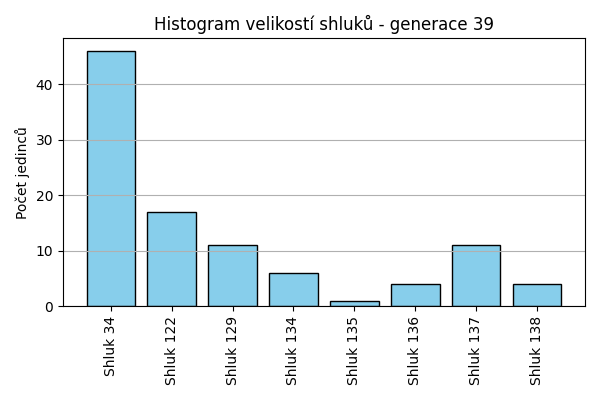 Histogram velikostí shluků - generace 39
Počet jedinců
40
30
20
10
0
Shluk 34
Shluk 122
Shluk 129
Shluk 134
Shluk 135
Shluk 136
Shluk 137
Shluk 138